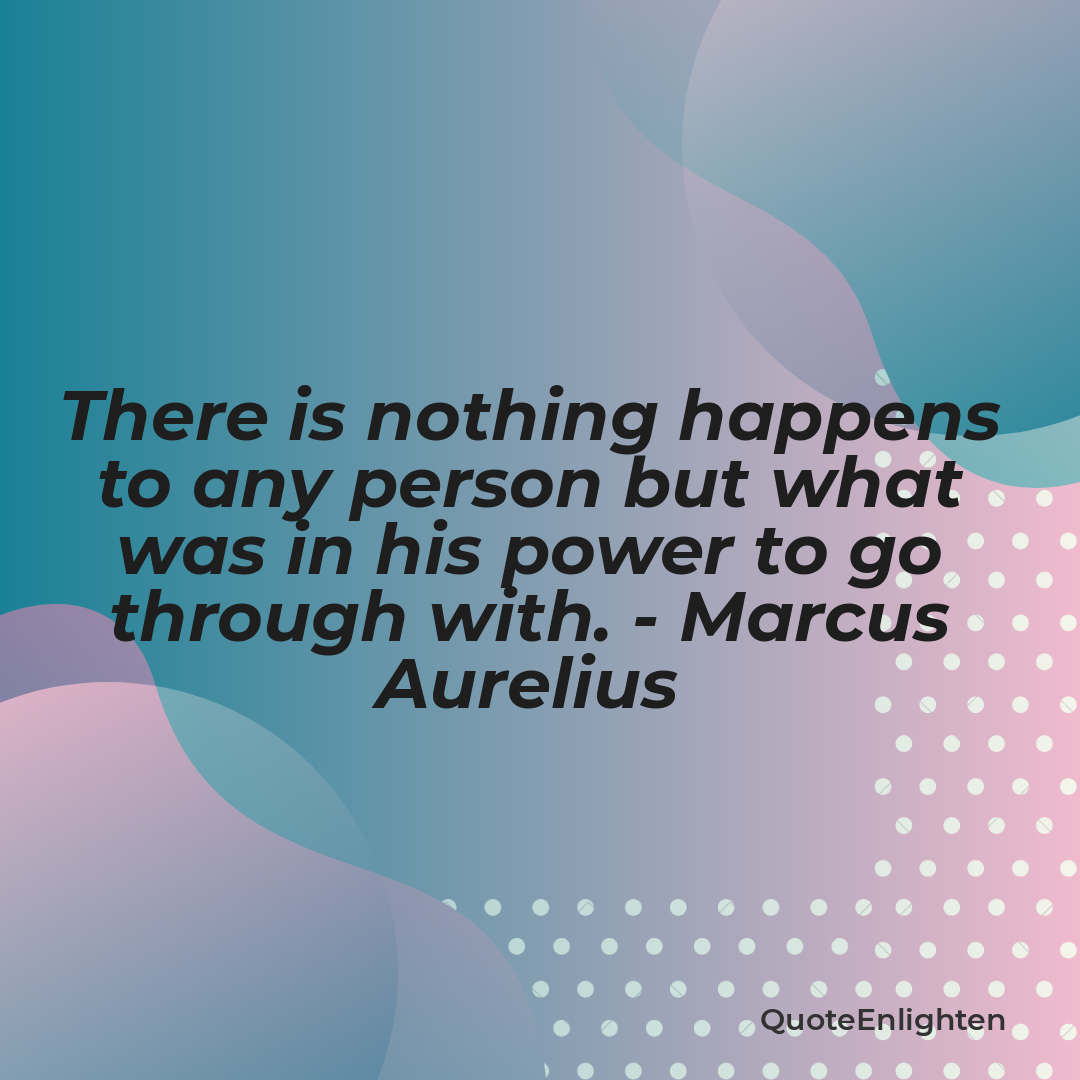 There is nothing happens
to any person but what
was in his power to go
through with. - Marcus
Aurelius
QuoteEnlighten